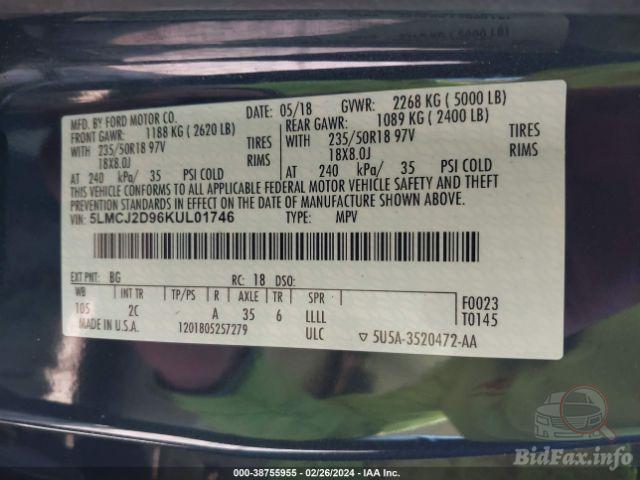 MFD. BY FORD MOTOR CO. DATE: 05/18 GVWR: 2268 KG ( 5000 LB)
FRONT GAWR: 1188 KG ( 2620 LB) REAR GAWR: 1089 KG ( 2400 LB)
WITH 235/50R18 97V TIRES WITH 235/50R18 97V TIRES
18X8.0J RIMS 18X8.0J RIMS
AT 240 kPa/ 35 PSI COLD AT 240 kPa/ 35 PSI COLD
THIS VEHICLE CONFORMS TO ALL APPLICABLE FEDERAL MOTOR VEHICLE SAFETY AND THEFT
PREVENTION STANDARDS IN EFFECT ON THE DATE OF MANUFACTURE SHOWN ABOVE.
VIN: 5LMCJ2D96KUL01746 TYPE: MPV
EXT PNT: BG RC: 18 DSO:
WB INT TR TP/PS R AXLE TR SPR F0023
105 2C A 35 6 LLLL T0145
MADE IN U.S.A. 1201805257279 ULC ▽ 5U5A-3520472-AA
BidFax.info
000-38755955 - 02/26/2024 - IAA Inc.